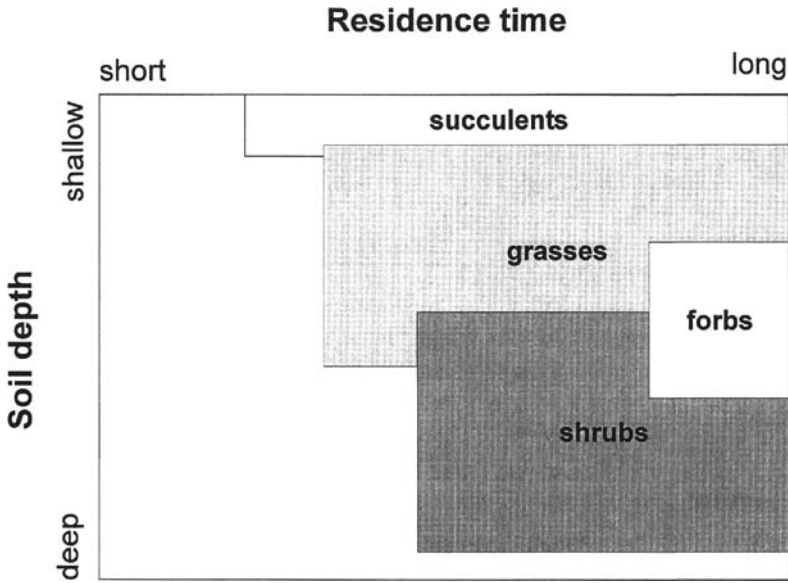 Residence time
short
long
shallow
succulents
grasses
forbs
Soil depth
shrubs
deep